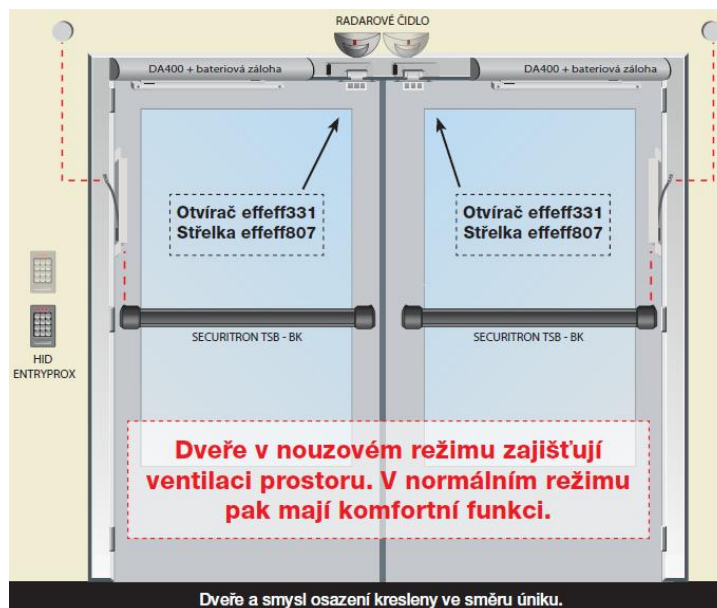 RADAROVÉ ČIDLO
DA400 + bateriová záloha
DA400 + bateriová záloha
Otvírač effeff331
Střelka effeff807
Otvírač effeff331
Střelka effeff807
SECURITRON TSB - BK
SECURITRON TSB - BK
HID
ENTRYPROX
Dveře v nouzovém režimu zajišťují
ventilaci prostoru. V normálním režimu
pak mají komfortní funkci.
Dveře a smysl osazení kresleny ve směru úniku.